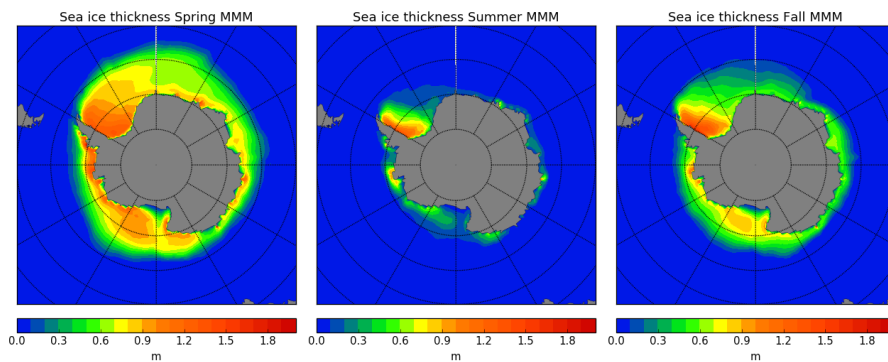 Sea ice thickness Spring MMM
Sea ice thickness Summer MMM
Sea ice thickness Fall MMM
0.0 0.3 0.6 0.9 1.2 1.5 1.8
0.0 0.3 0.6 0.9 1.2 1.5 1.8
0.0 0.3 0.6 0.9 1.2 1.5 1.8
m
m
m